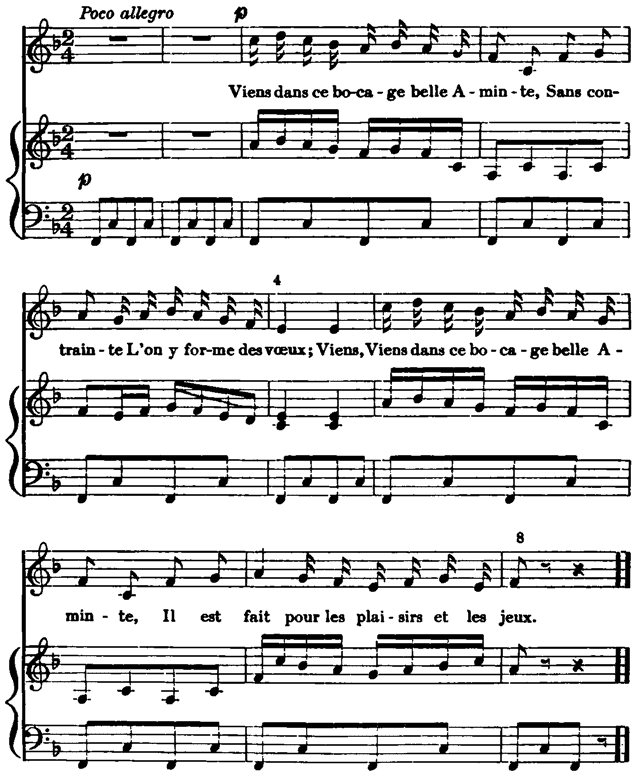 Poco allegro p
Viens dans ce bo-ca - ge belle A - min - te, Sans con-
p
4
train - te L'on y for-me des vœux; Viens, Viens dans ce bo - ca - ge belle A -
8
min - te, Il est fait pour les plai - sirs et les jeux.